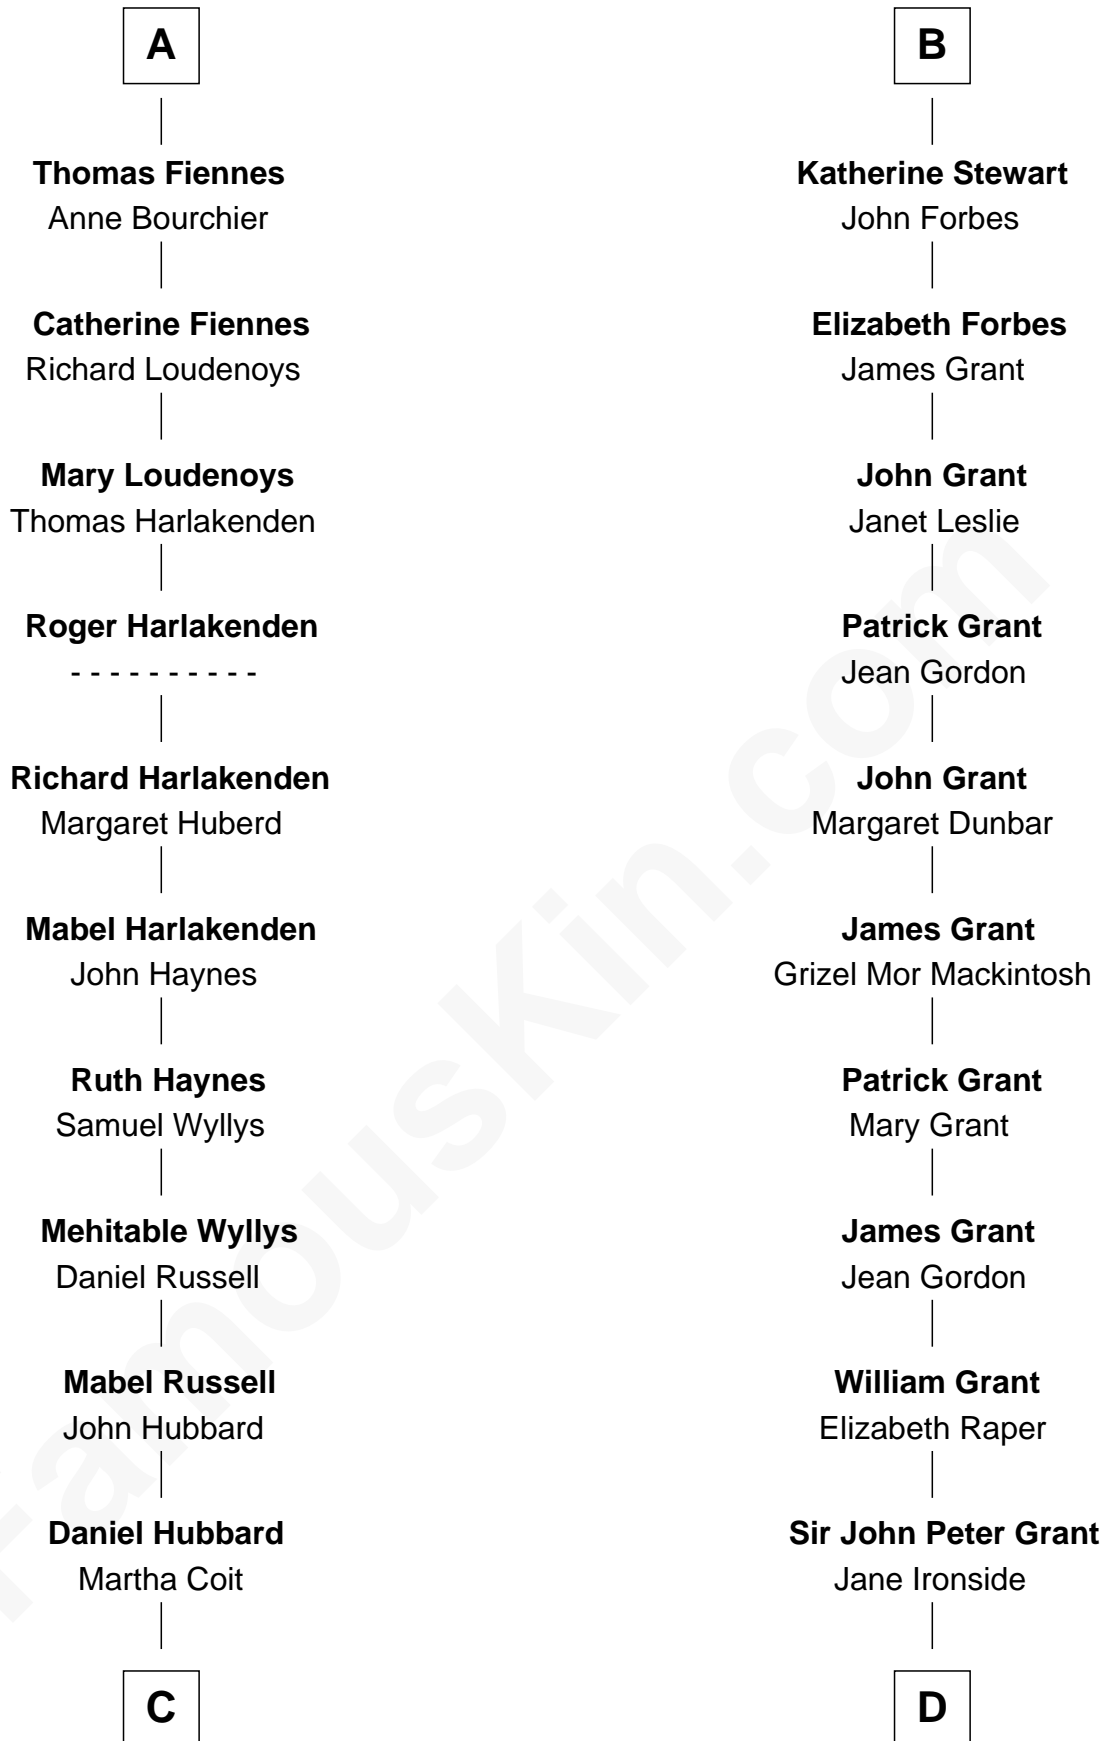 A
Thomas Fiennes
Anne Bourchier
Catherine Fiennes
Richard Loudenoys
Mary Loudenoys
Thomas Harlakenden
Roger Harlakenden
- - - - - - - - - -
Richard Harlakenden
Margaret Huberd
Mabel Harlakenden
John Haynes
Ruth Haynes
Samuel Wyllys
Mehitable Wyllys
Daniel Russell
Mabel Russell
John Hubbard
Daniel Hubbard
Martha Coit
C
B
Katherine Stewart
John Forbes
Elizabeth Forbes
James Grant
John Grant
Janet Leslie
Patrick Grant
Jean Gordon
John Grant
Margaret Dunbar
James Grant
Grizel Mor Mackintosh
Patrick Grant
Mary Grant
James Grant
Jean Gordon
William Grant
Elizabeth Raper
Sir John Peter Grant
Jane Ironside
D
FamousKin.com